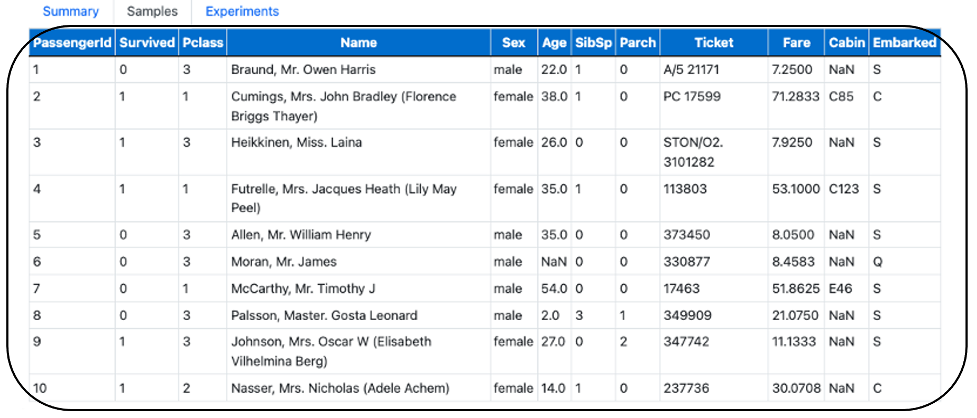 Summary Samples Experiments
PassengerId Survived Pclass Name Sex Age SibSp Parch Ticket Fare Cabin Embarked
1 0 3 Braund, Mr. Owen Harris male 22.0 1 0 A/5 21171 7.2500 NaN S
2 1 1 Cumings, Mrs. John Bradley (Florence female 38.0 1 0 PC 17599 71.2833 C85 C
Briggs Thayer)
3 1 3 Heikkinen, Miss. Laina female 26.0 0 0 STON/O2. 7.9250 NaN S
3101282
4 1 1 Futrelle, Mrs. Jacques Heath (Lily May female 35.0 1 0 113803 53.1000 C123 S
Peel)
5 0 3 Allen, Mr. William Henry male 35.0 0 0 373450 8.0500 NaN S
6 0 3 Moran, Mr. James male NaN 0 0 330877 8.4583 NaN Q
7 0 1 McCarthy, Mr. Timothy J male 54.0 0 0 17463 51.8625 E46 S
8 0 3 Palsson, Master. Gosta Leonard male 2.0 3 1 349909 21.0750 NaN S
9 1 3 Johnson, Mrs. Oscar W (Elisabeth female 27.0 0 2 347742 11.1333 NaN S
Vilhelmina Berg)
10 1 2 Nasser, Mrs. Nicholas (Adele Achem) female 14.0 1 0 237736 30.0708 NaN C